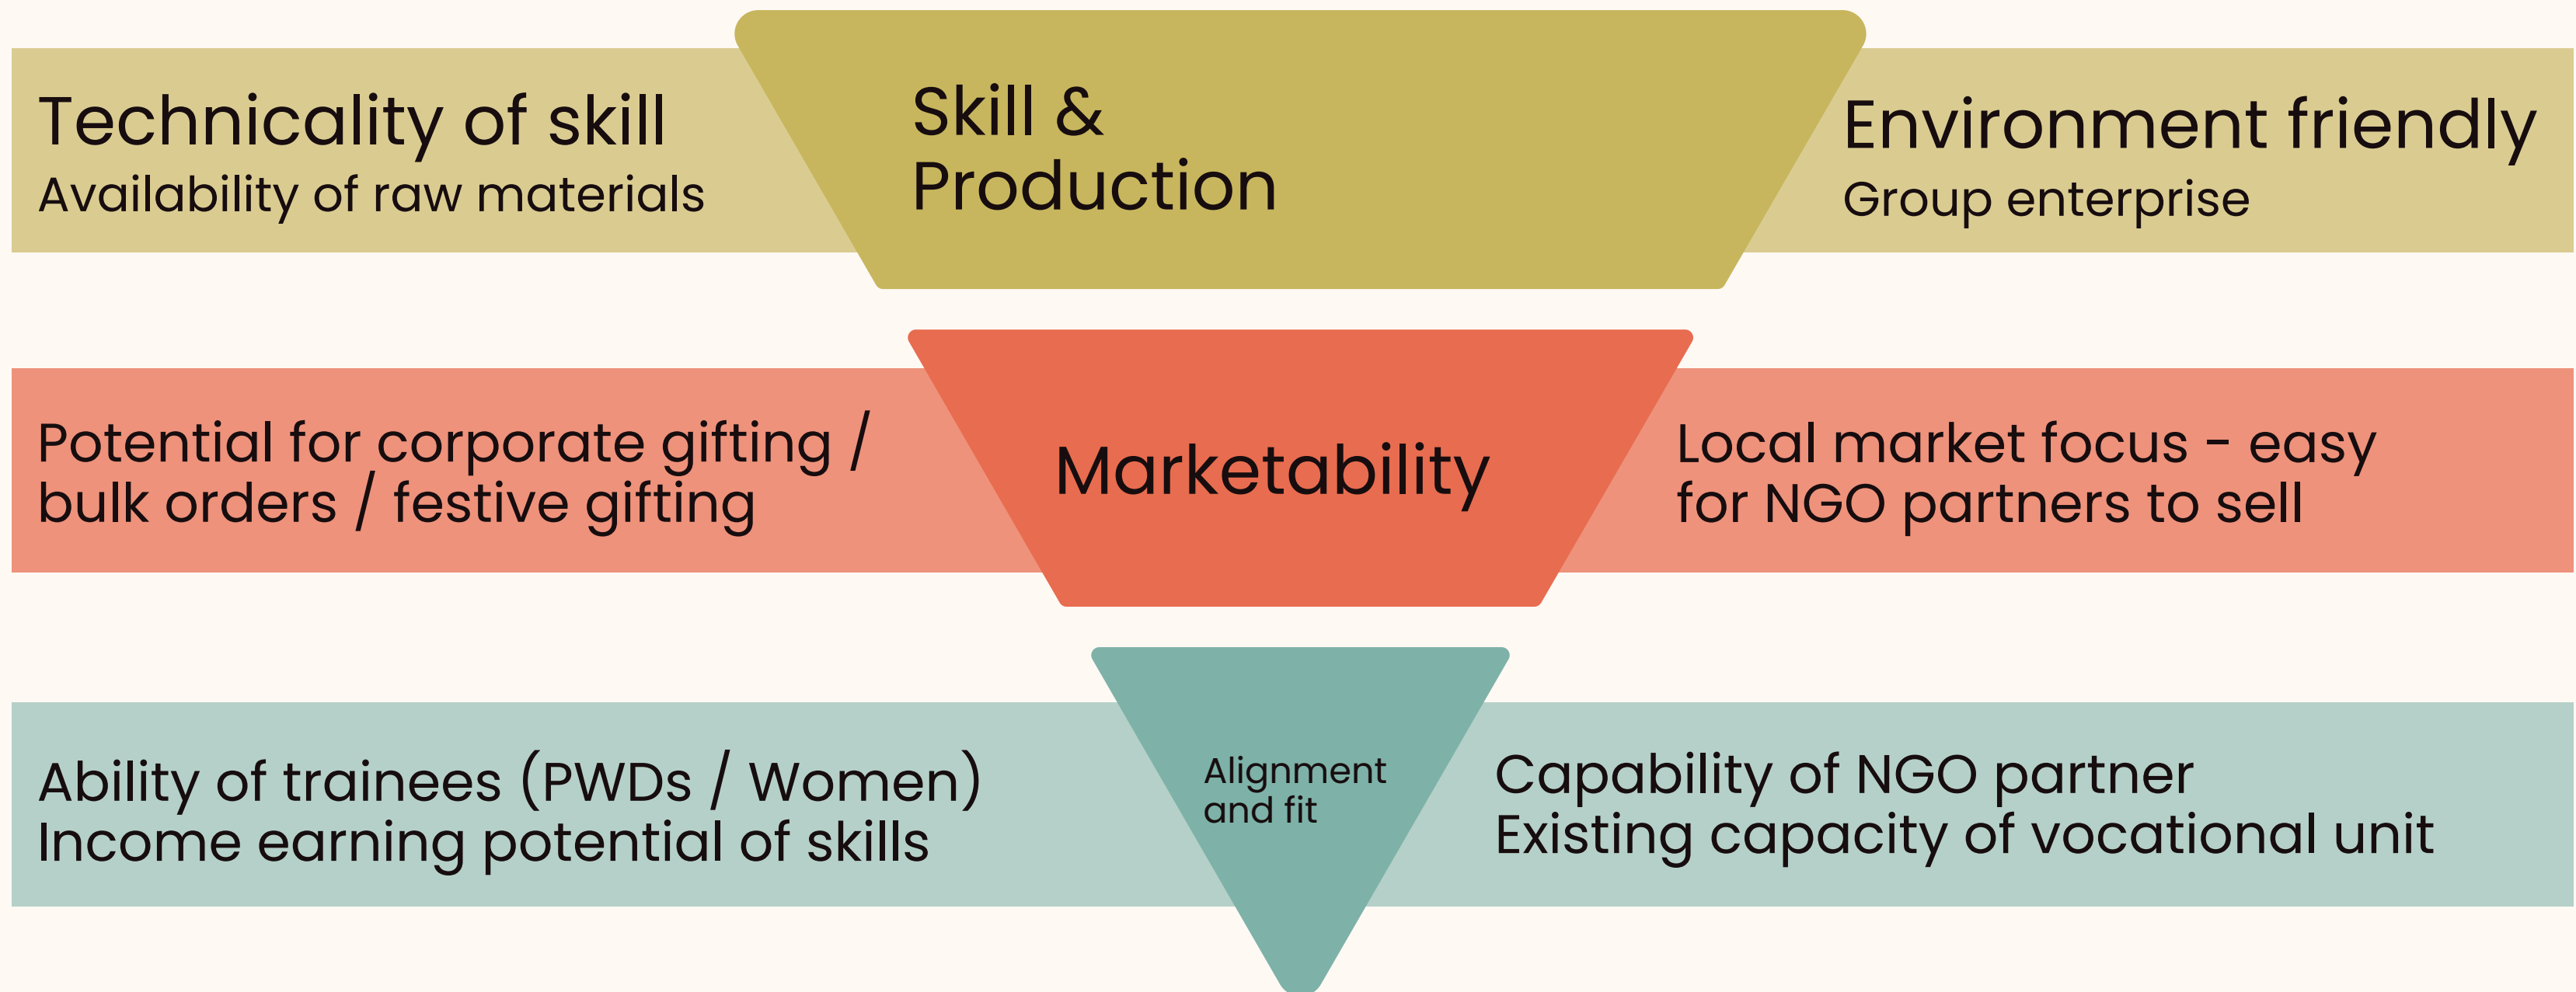 Technicality of skill
Availability of raw materials
Skill &
Production
Environment friendly
Group enterprise
Potential for corporate gifting /
bulk orders / festive gifting
Marketability
Local market focus - easy
for NGO partners to sell
Ability of trainees (PWDs / Women)
Income earning potential of skills
Alignment
and fit
Capability of NGO partner
Existing capacity of vocational unit